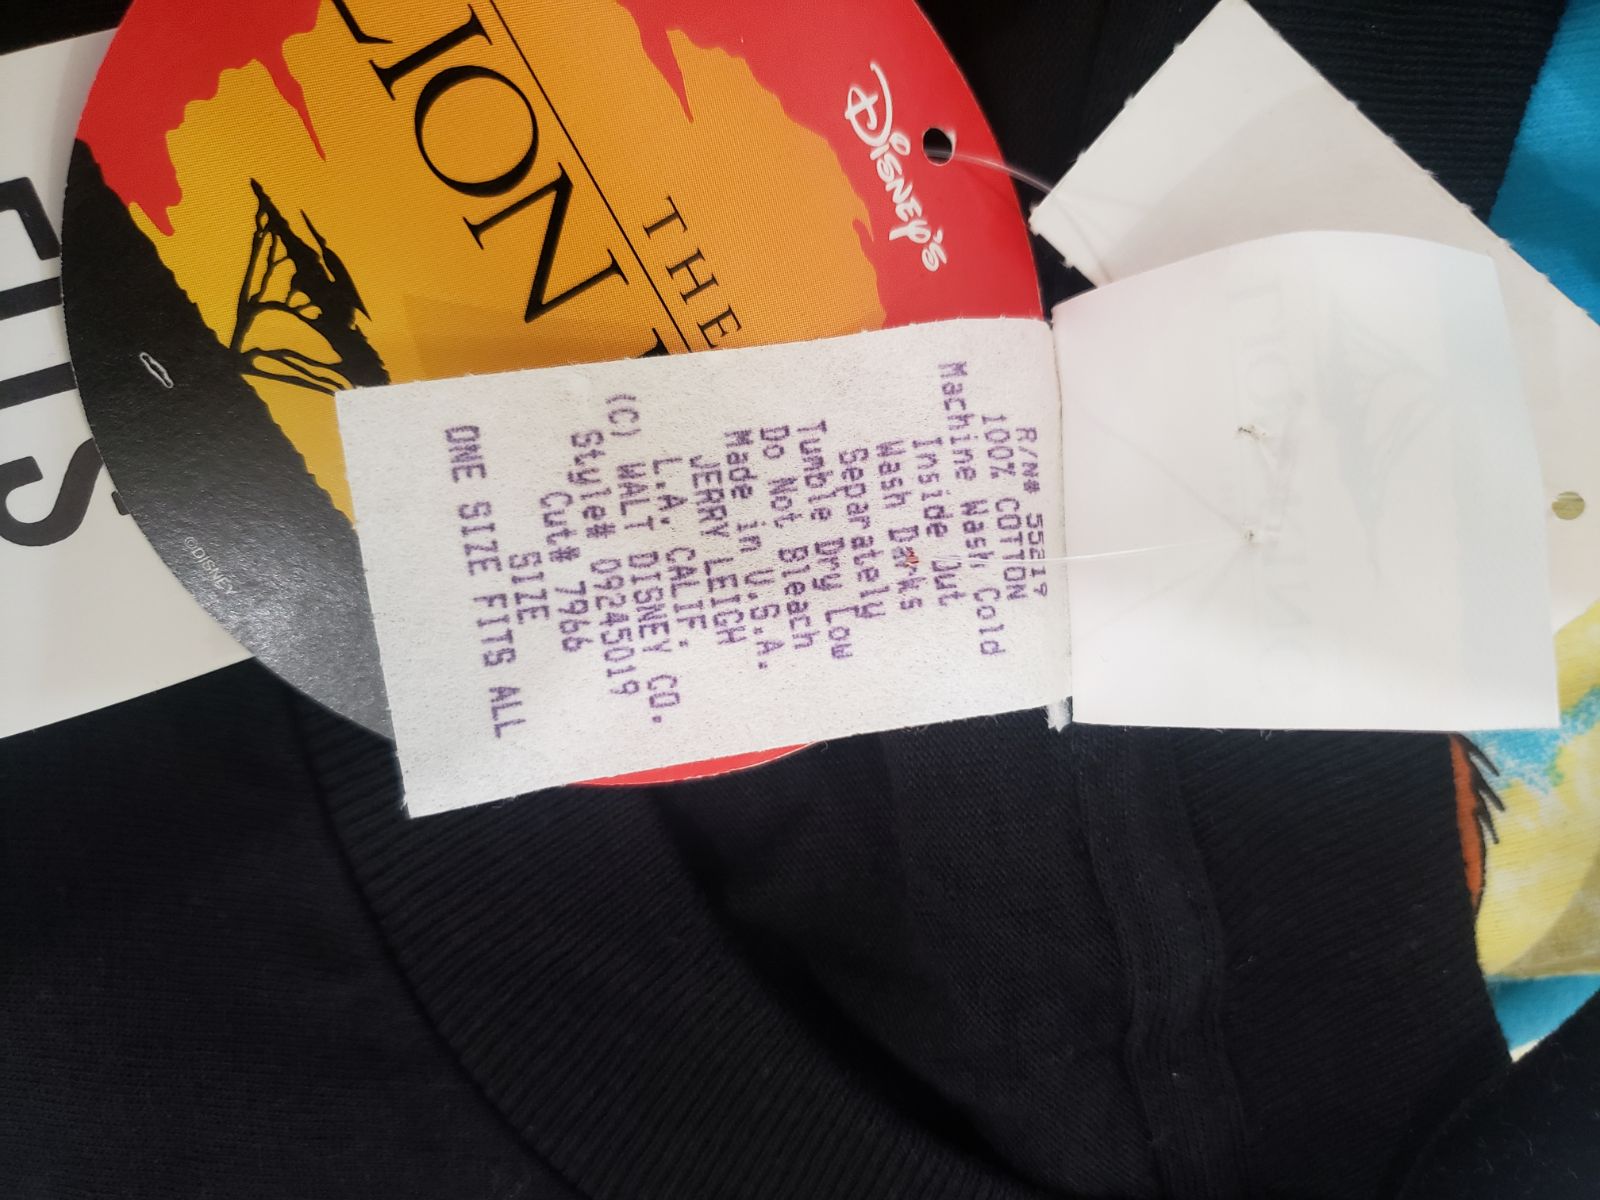 Disney's
THE
LION
©DISNEY
R/N# 55219
100% COTTON
Machine Wash Cold
Inside Out
Wash Darks
Separately
Tumble Dry Low
Do Not Bleach
Made in U.S.A.
JERRY LEIGH
L.A. CALIF.
(C) WALT DISNEY CO.
Style# 09245019
Cut# 7966
SIZE
ONE SIZE FITS ALL